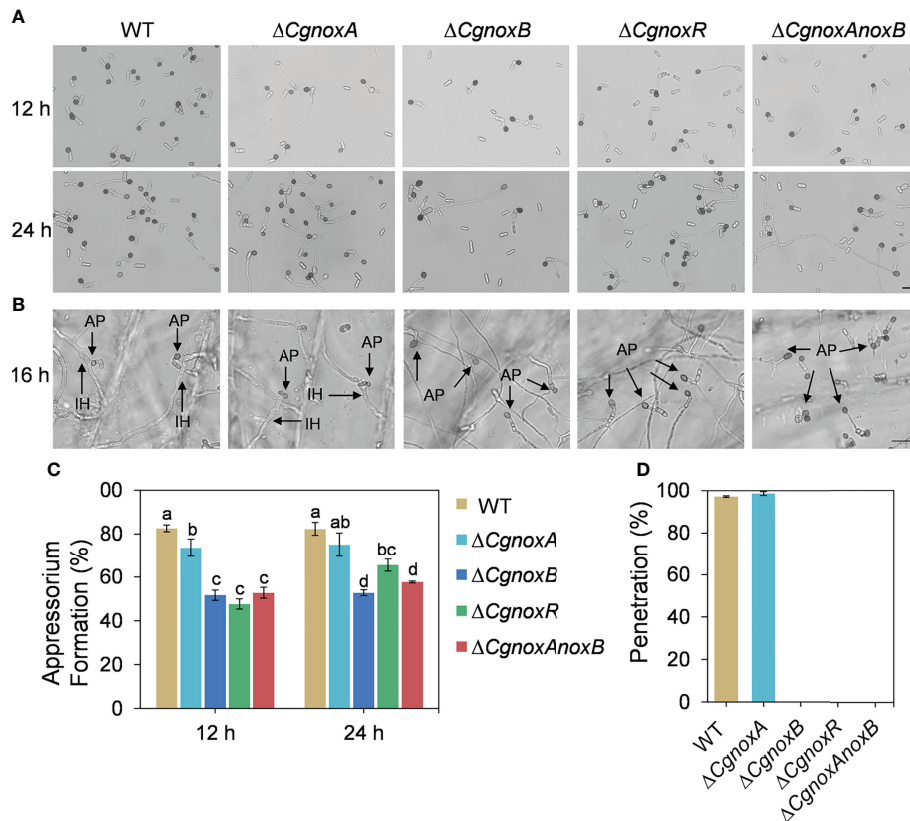 A
WT
ΔCgnoxA
ΔCgnoxB
ΔCgnoxR
ΔCgnoxAnoxB
12 h
24 h
B
16 h
AP
AP
IH
IH
AP
AP
IH
IH
AP
AP
AP
AP
C
Appressorium
Formation (%)
00
80
60
40
20
0
a
b
c
c
c
a
ab
d
bc
d
12 h
24 h
WT
ΔCgnoxA
ΔCgnoxB
ΔCgnoxR
ΔCgnoxAnoxB
D
Penetration (%)
100
80
60
40
20
0
WT
ΔCgnoxA
ΔCgnoxB
ΔCgnoxR
ΔCgnoxAnoxB